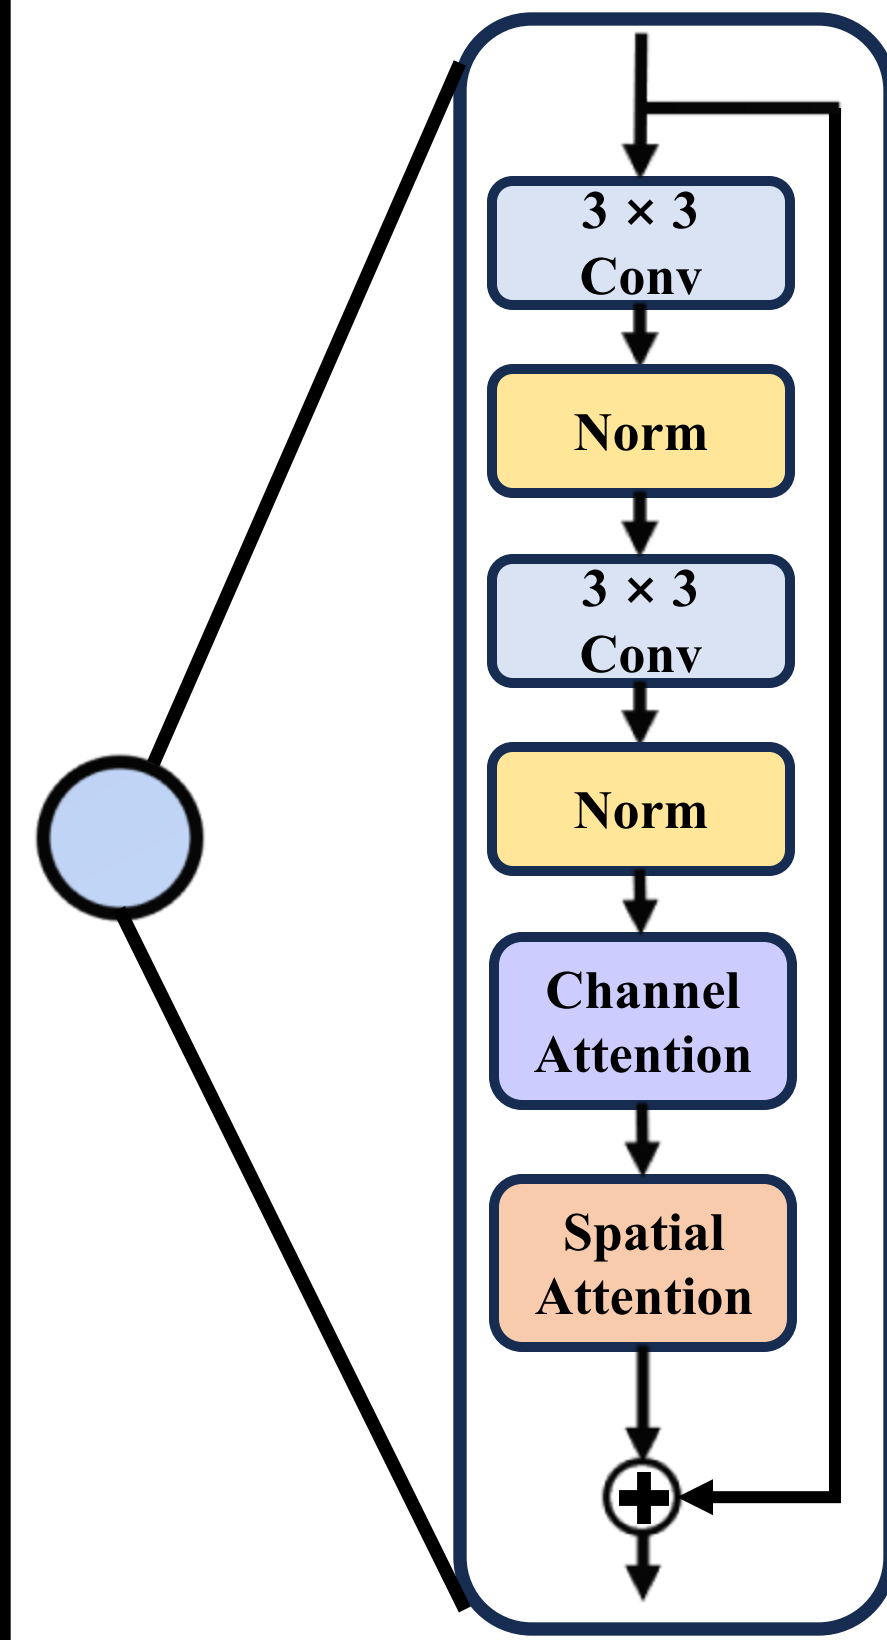 3 × 3
Conv
Norm
3 × 3
Conv
Norm
Channel
Attention
Spatial
Attention